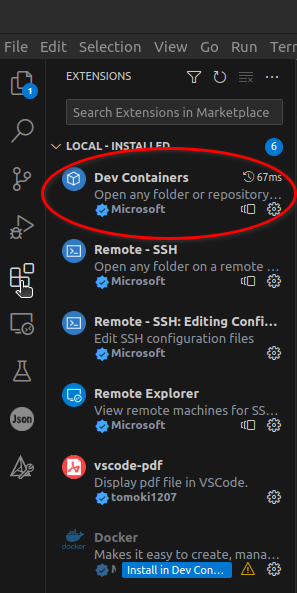 File Edit Selection View Go Run Terr
EXTENSIONS
1
Search Extensions in Marketplace
LOCAL - INSTALLED 6
Dev Containers 67ms
Open any folder or repository...
Microsoft
Remote - SSH
Open any folder on a remote ...
Microsoft
Remote - SSH: Editing Confi...
Edit SSH configuration files
Microsoft
Remote Explorer
View remote machines for SS...
Microsoft
Json
vscode-pdf
Display pdf file in VSCode.
tomoki1207
Docker
docker
Makes it easy to create, mana...
Install in Dev Con...